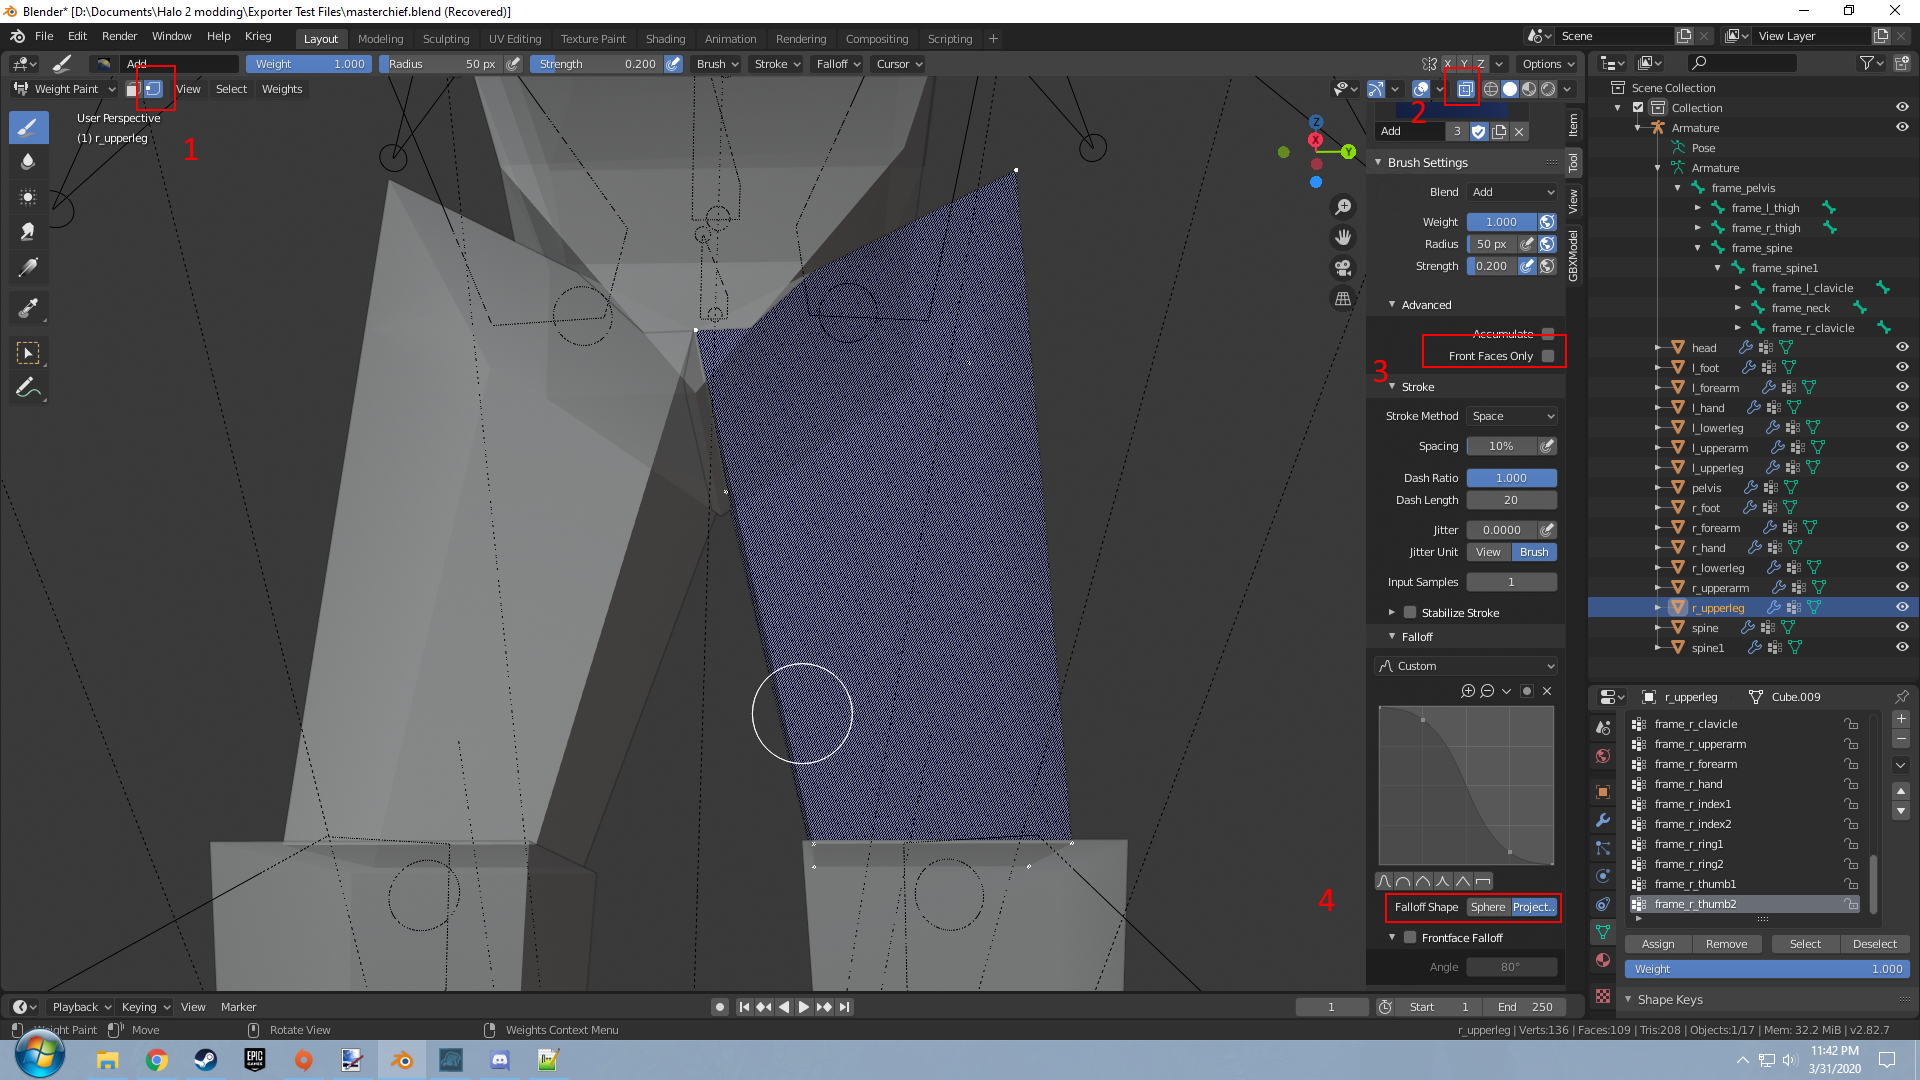 Blender* [D:\Documents\Halo 2 modding\Exporter Test Files\masterchief.blend (Recovered)]
File Edit Render Window Help Krieg
Layout Modeling Sculpting UV Editing Texture Paint Shading Animation Rendering Compositing Scripting +
Scene View Layer
Add Weight 1.000 Radius 50 px Strength 0.200 Brush Stroke Falloff Cursor X Y Z Options
Weight Paint View Select Weights
1
2
3
4
User Perspective
(1) r_upperleg
Z
X
Y
Add 3
Brush Settings
Blend Add
Weight 1.000
Radius 50 px
Strength 0.200
Advanced
Accumulate
Front Faces Only
Stroke
Stroke Method Space
Spacing 10%
Dash Ratio 1.000
Dash Length 20
Jitter 0.0000
Jitter Unit View Brush
Input Samples 1
Stabilize Stroke
Falloff
Custom
Falloff Shape Sphere Project..
Frontface Falloff
Angle 80°
Item
Tool
View
GBXModel
Scene Collection
Collection
Armature
Pose
Armature
frame_pelvis
frame_l_thigh
frame_r_thigh
frame_spine
frame_spine1
frame_l_clavicle
frame_neck
frame_r_clavicle
head
l_foot
l_forearm
l_hand
l_lowerleg
l_upperarm
l_upperleg
pelvis
r_foot
r_forearm
r_hand
r_lowerleg
r_upperarm
r_upperleg
spine
spine1
r_upperleg Cube.009
frame_r_clavicle
frame_r_upperarm
frame_r_forearm
frame_r_hand
frame_r_index1
frame_r_index2
frame_r_ring1
frame_r_ring2
frame_r_thumb1
frame_r_thumb2
Assign Remove Select Deselect
Weight 1.000
Shape Keys
Playback Keying View Marker 1 Start 1 End 250
Weight Paint Move Rotate View Weights Context Menu r_upperleg | Verts:136 | Faces:109 | Tris:208 | Objects:1/17 | Mem: 32.2 MiB | v2.82.7
EPIC
GAMES
11:42 PM
3/31/2020